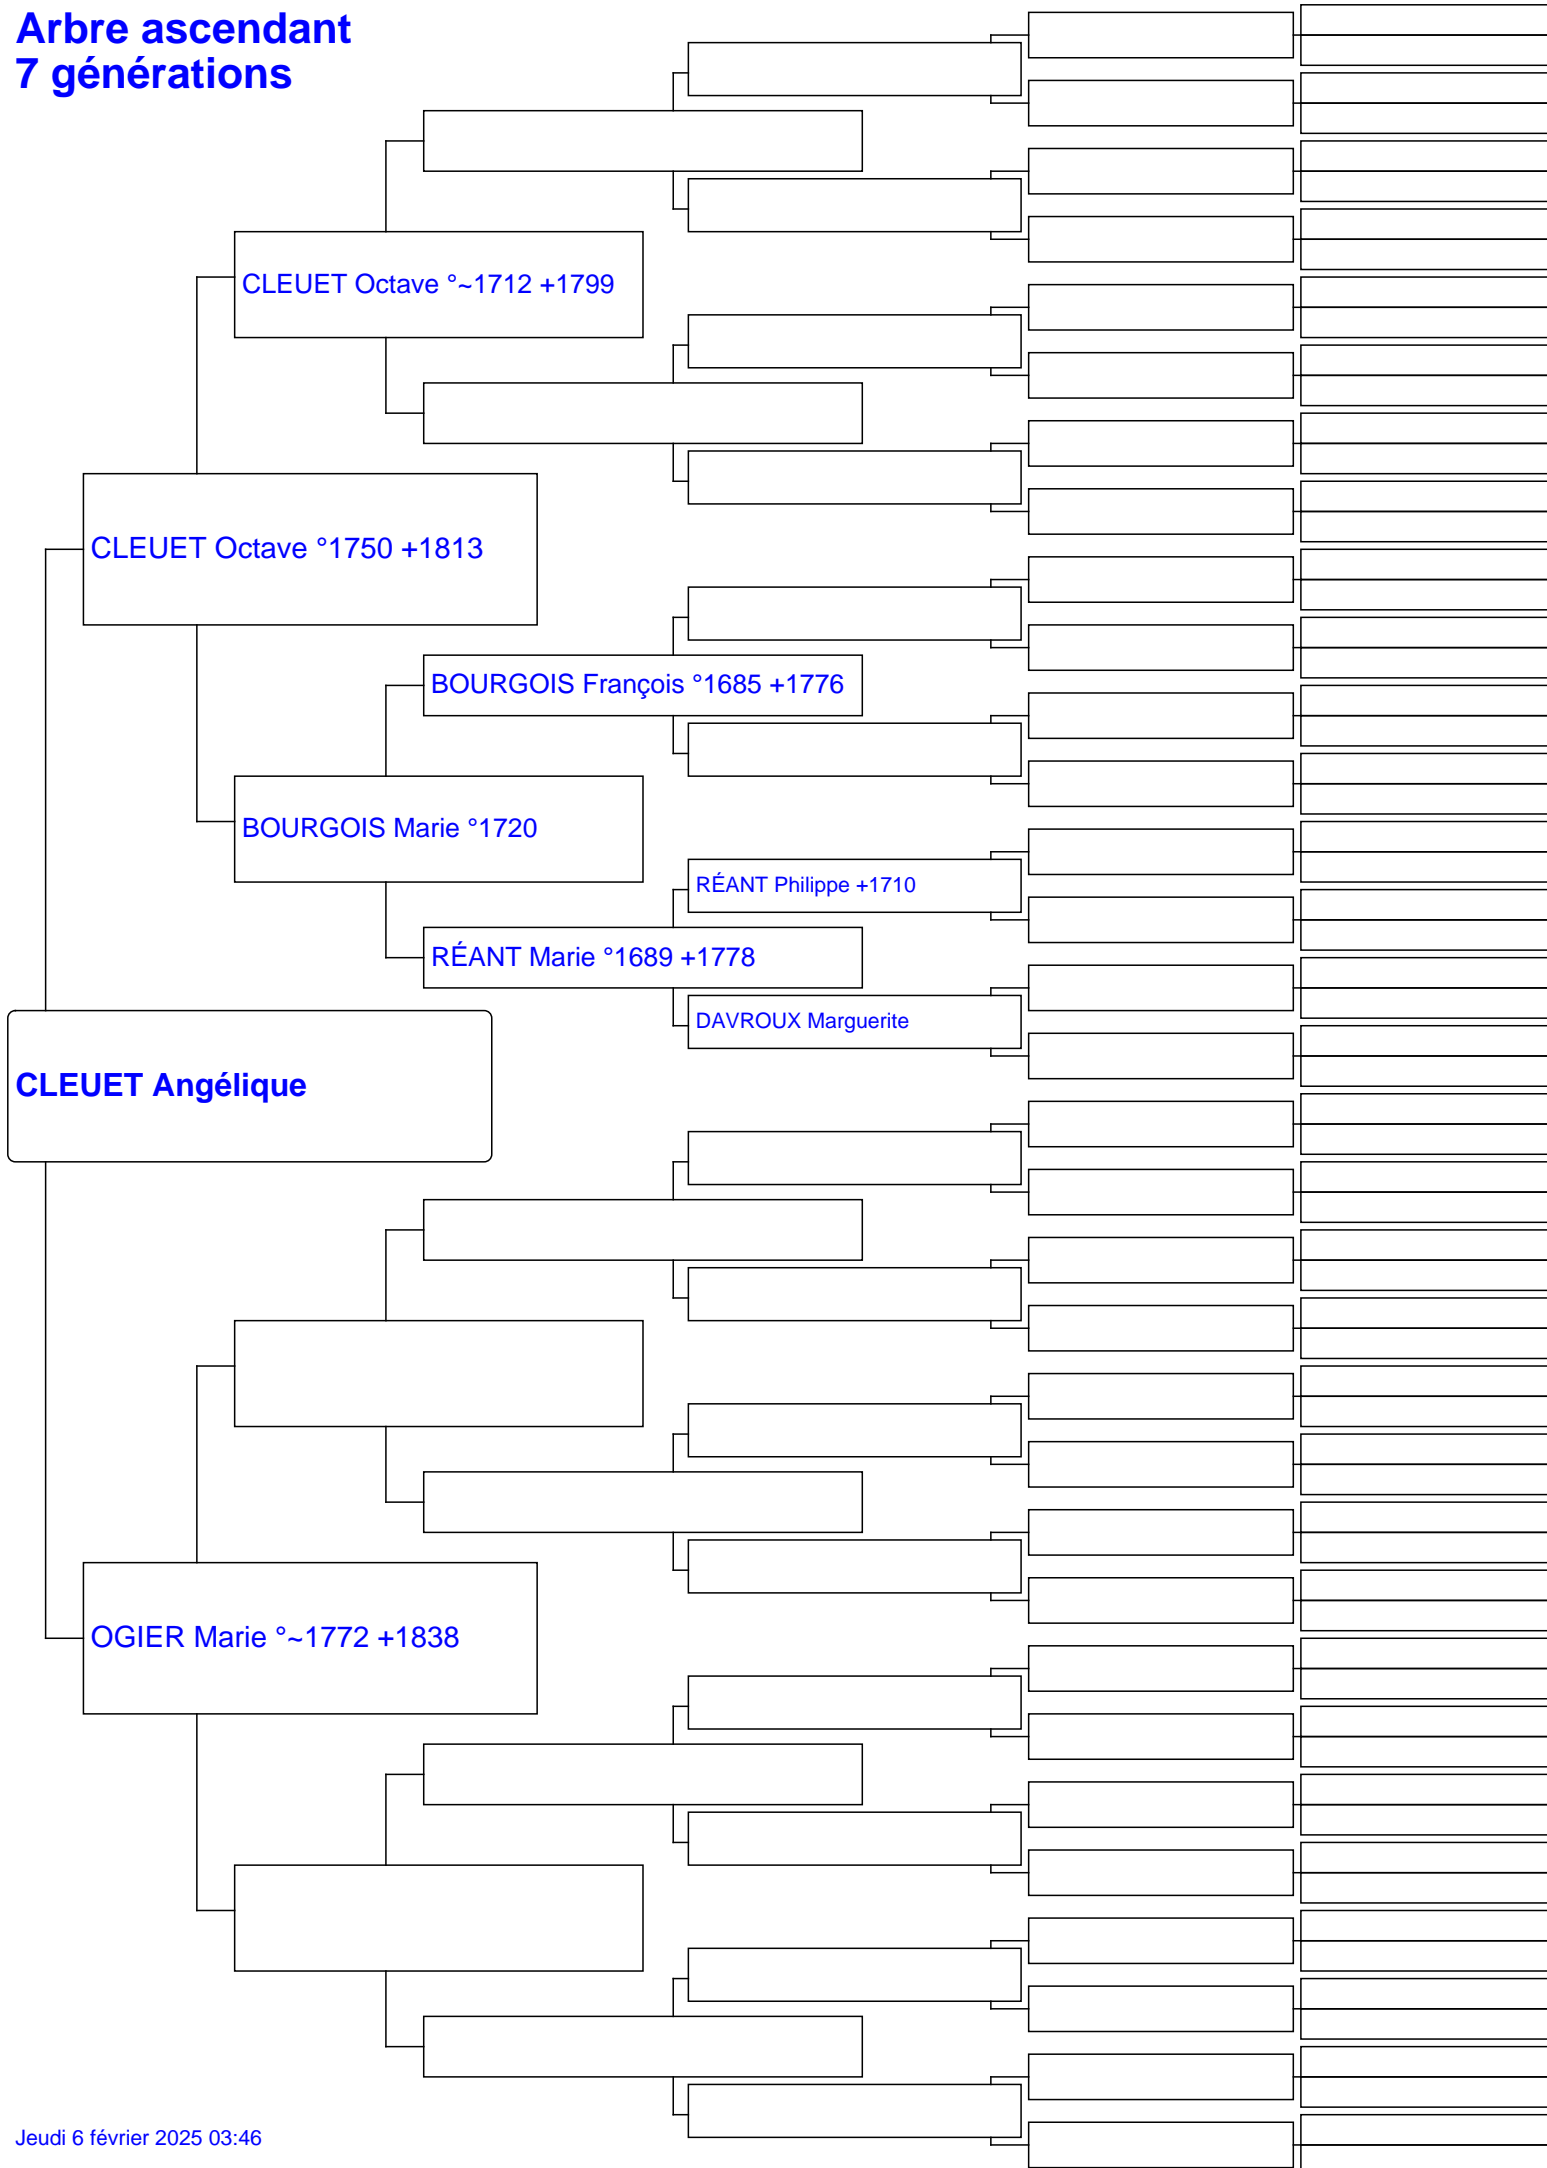 Arbre ascendant
7 générations
CLEUET Octave °~1712 +1799
CLEUET Octave °1750 +1813
BOURGOIS François °1685 +1776
BOURGOIS Marie °1720
RÉANT Philippe +1710
RÉANT Marie °1689 +1778
DAVROUX Marguerite
CLEUET Angélique
OGIER Marie °~1772 +1838
Jeudi 6 février 2025 03:46